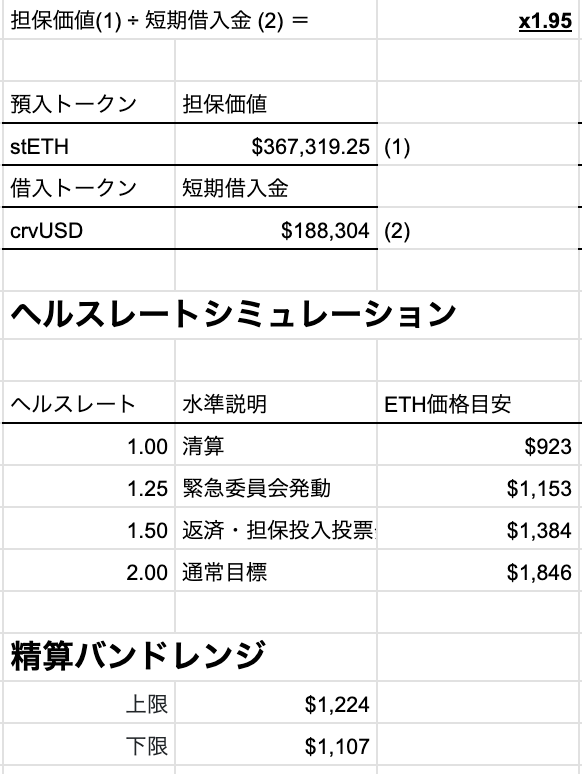 担保価値(1) ÷ 短期借入金 (2) ＝ x1.95
預入トークン 担保価値
stETH $367,319.25 (1)
借入トークン 短期借入金
crvUSD $188,304 (2)
ヘルスレートシミュレーション
ヘルスレート 水準説明 ETH価格目安
1.00 清算 $923
1.25 緊急委員会発動 $1,153
1.50 返済・担保投入投票 $1,384
2.00 通常目標 $1,846
精算バンドレンジ
上限 $1,224
下限 $1,107